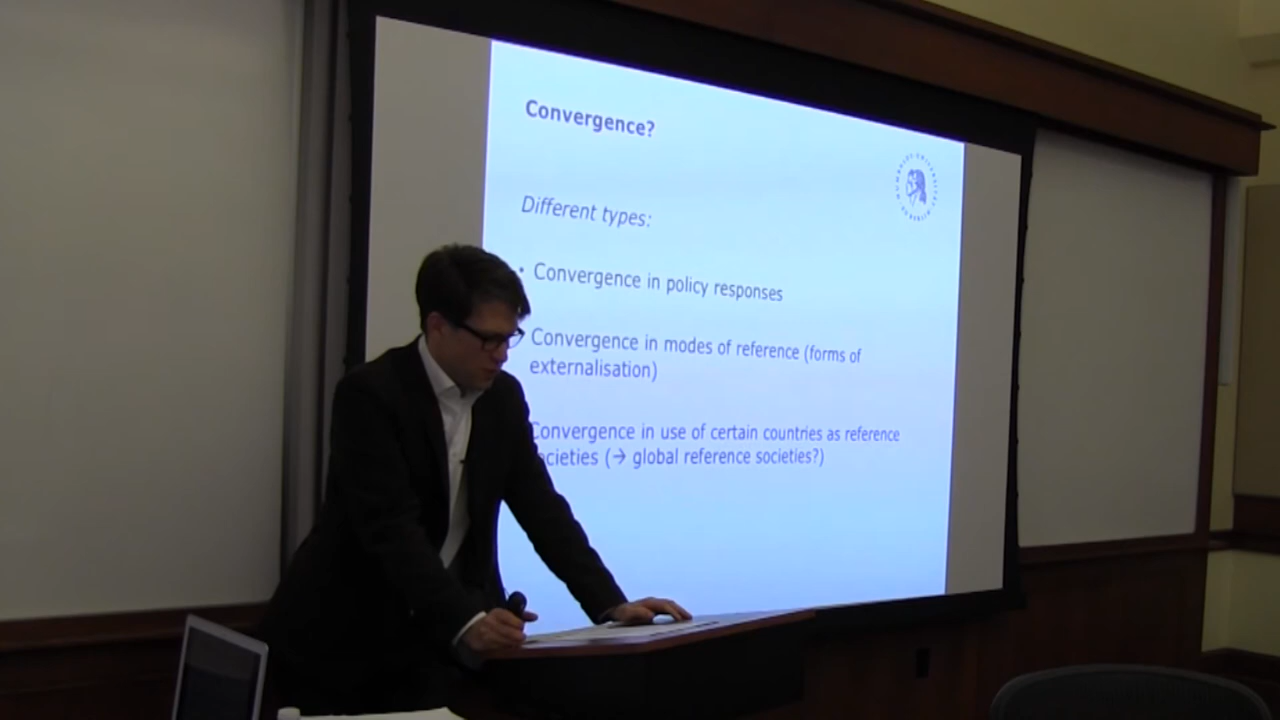 Convergence?
Different types:
• Convergence in policy responses
Convergence in modes of reference (forms of
externalisation)
Convergence in use of certain countries as reference
societies (→ global reference societies?)